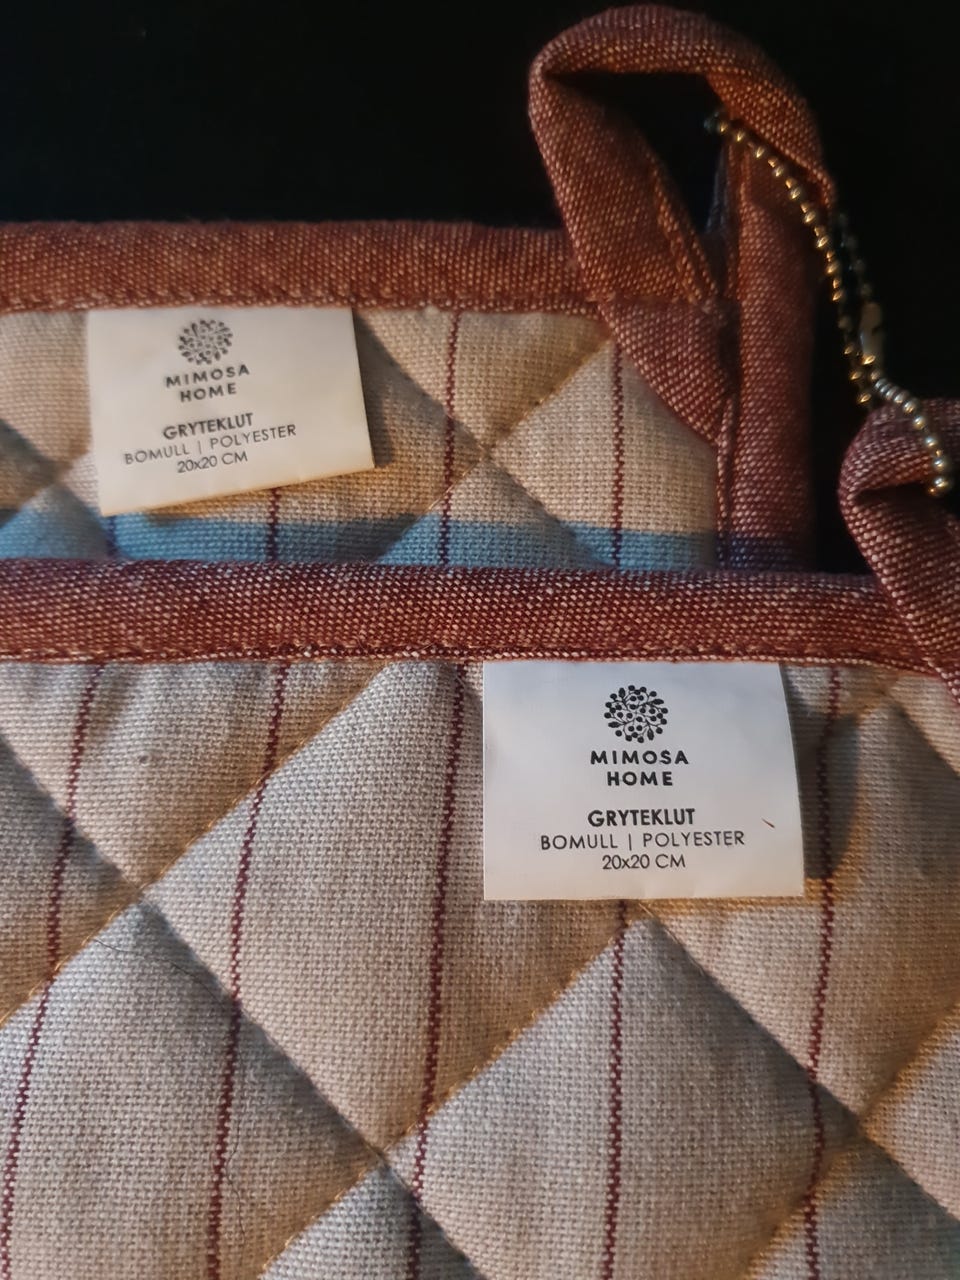 MIMOSA
HOME
GRYTEKLUT
BOMULL | POLYESTER
20x20 CM
MIMOSA
HOME
GRYTEKLUT
BOMULL | POLYESTER
20x20 CM